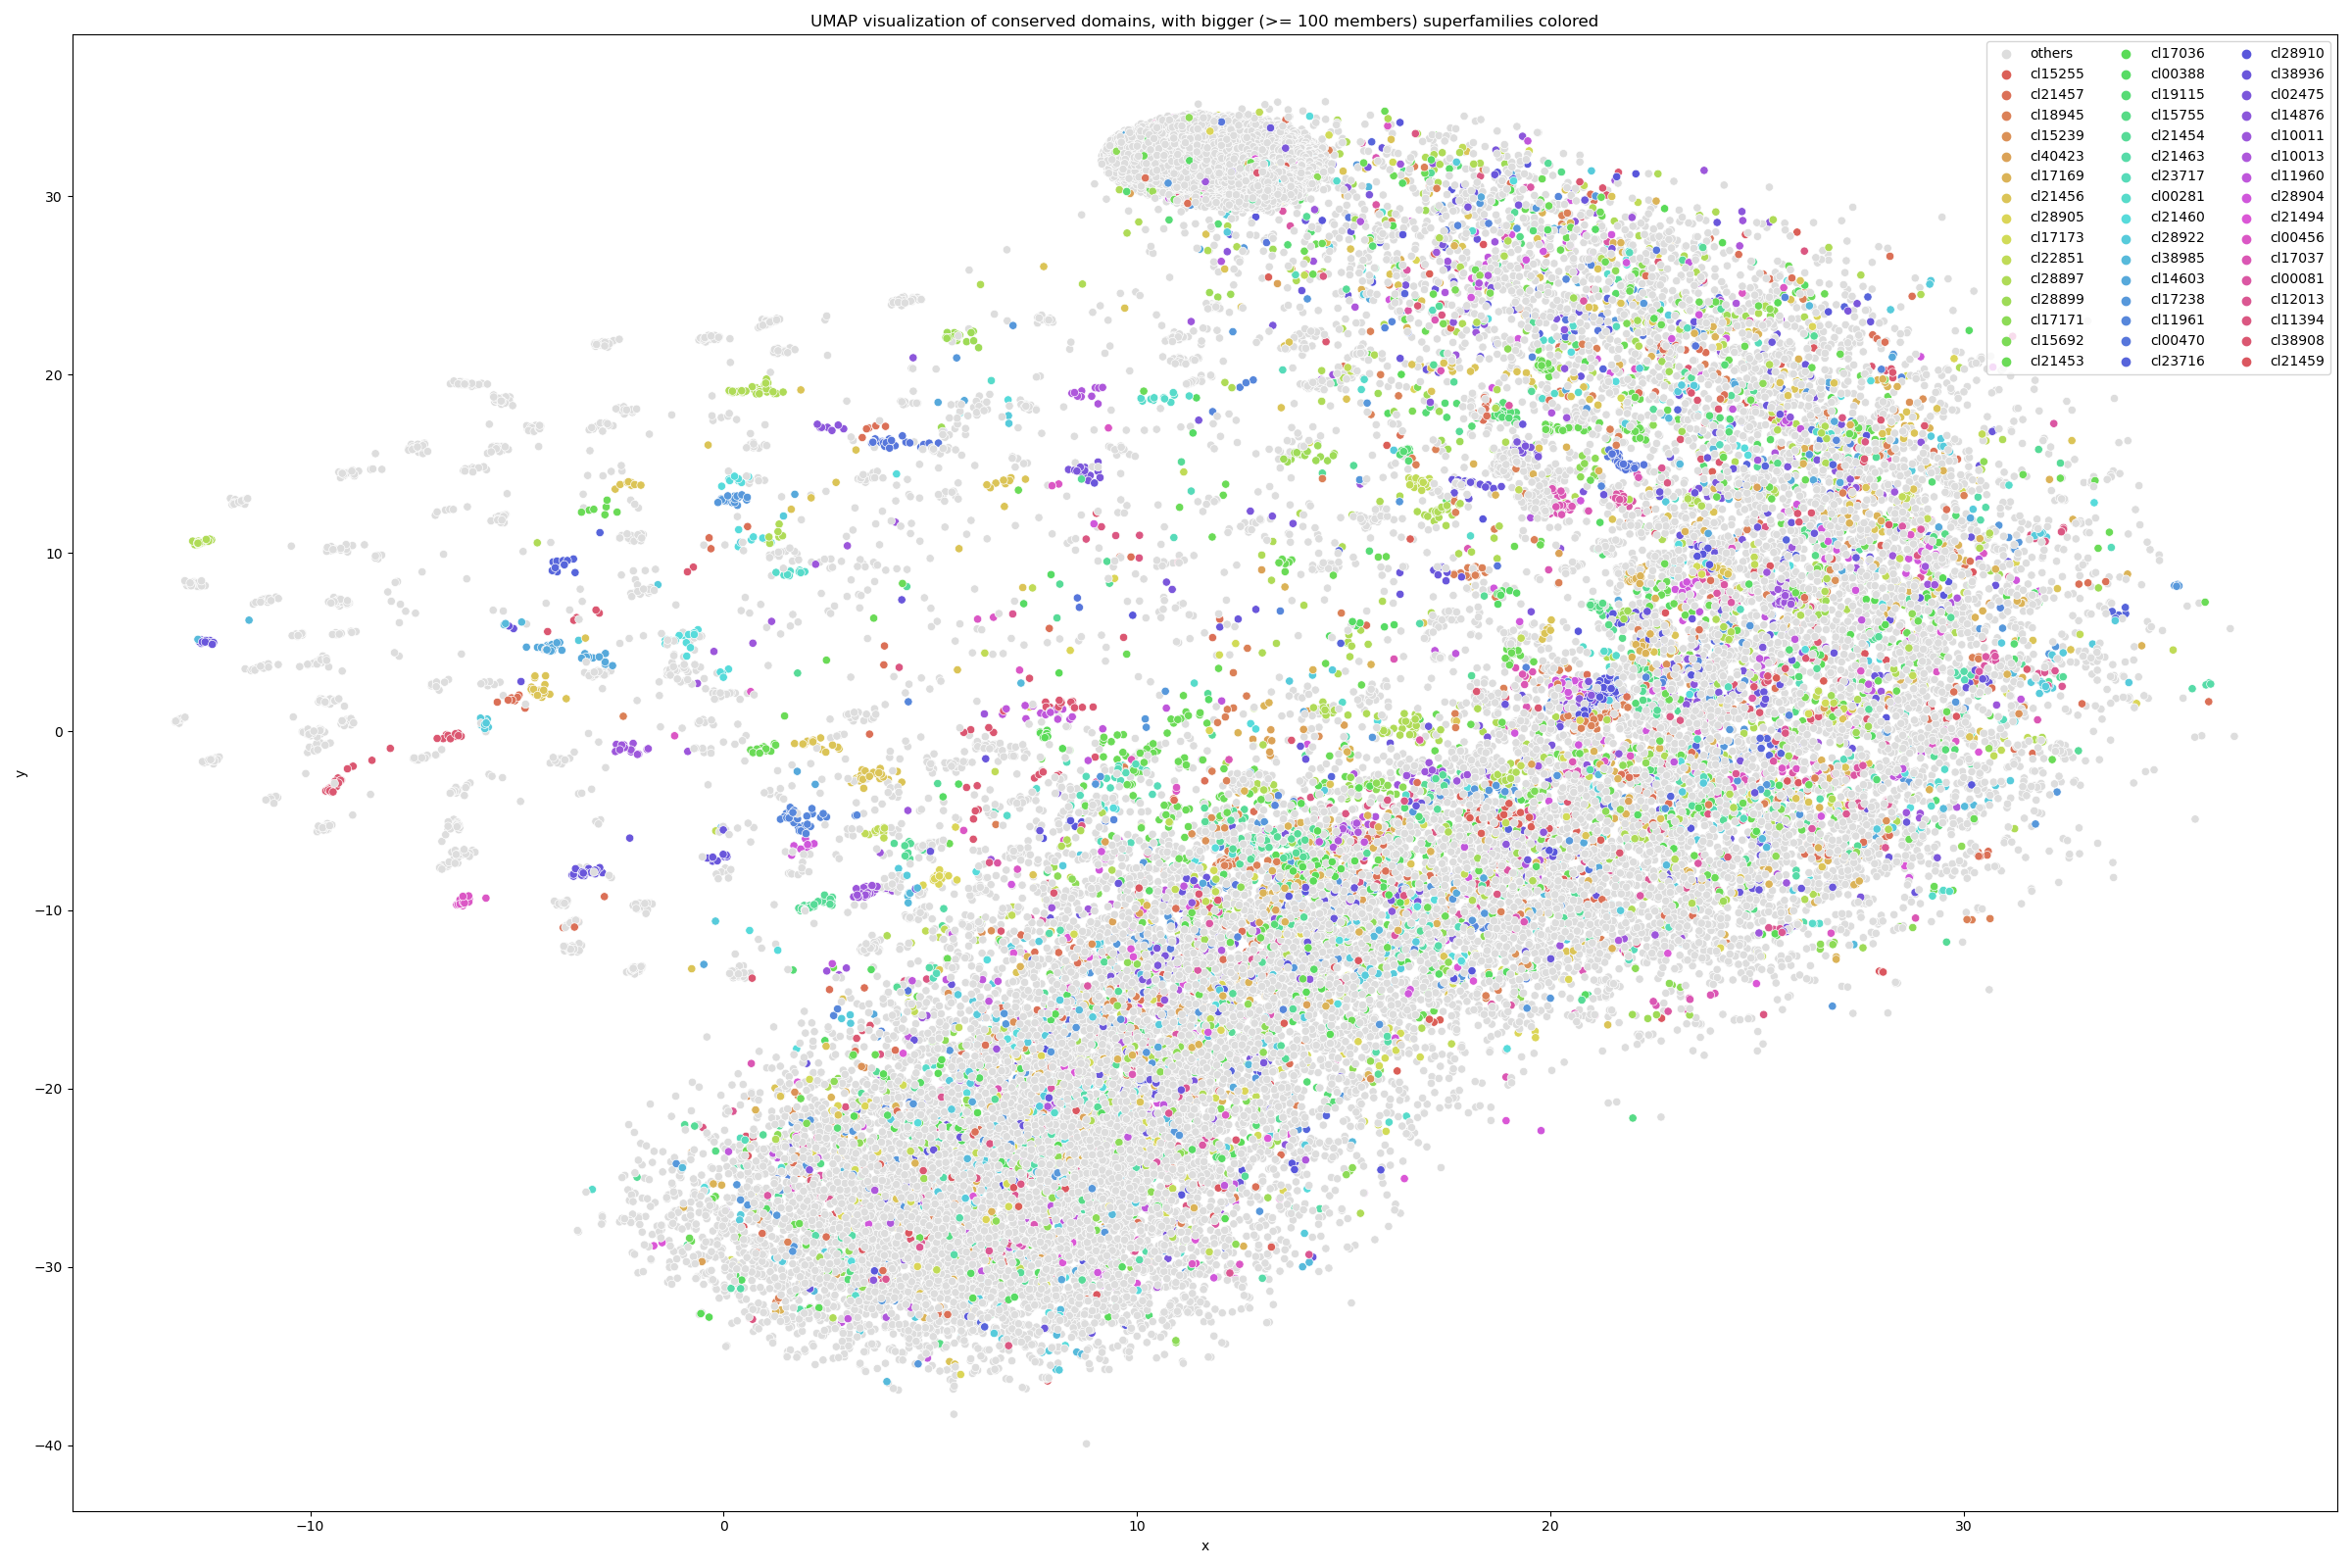 UMAP visualization of conserved domains, with bigger (>= 100 members) superfamilies colored
others
cl15255
cl21457
cl18945
cl15239
cl40423
cl17169
cl21456
cl28905
cl17173
cl22851
cl28897
cl28899
cl17171
cl15692
cl21453
cl17036
cl00388
cl19115
cl15755
cl21454
cl21463
cl23717
cl00281
cl21460
cl28922
cl38985
cl14603
cl17238
cl11961
cl00470
cl23716
cl28910
cl38936
cl02475
cl14876
cl10011
cl10013
cl11960
cl28904
cl21494
cl00456
cl17037
cl00081
cl12013
cl11394
cl38908
cl21459
y
30
20
10
0
−10
−20
−30
−40
−10
0
10
20
30
x